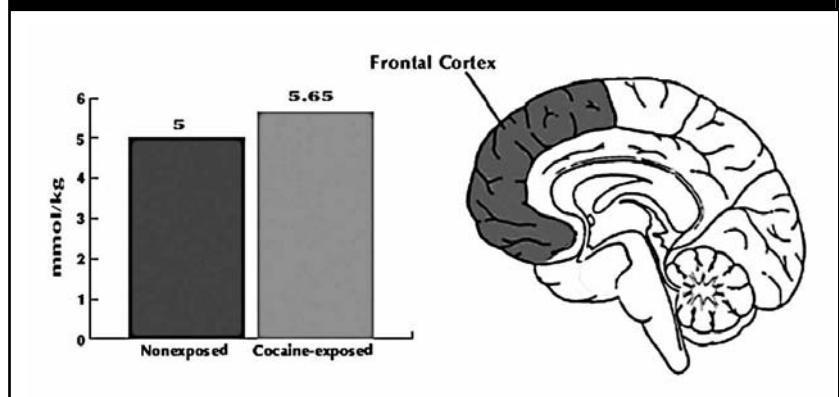 Frontal Cortex
mmol/kg
6
5
4
3
2
1
0
5
5.65
Nonexposed
Cocaine-exposed